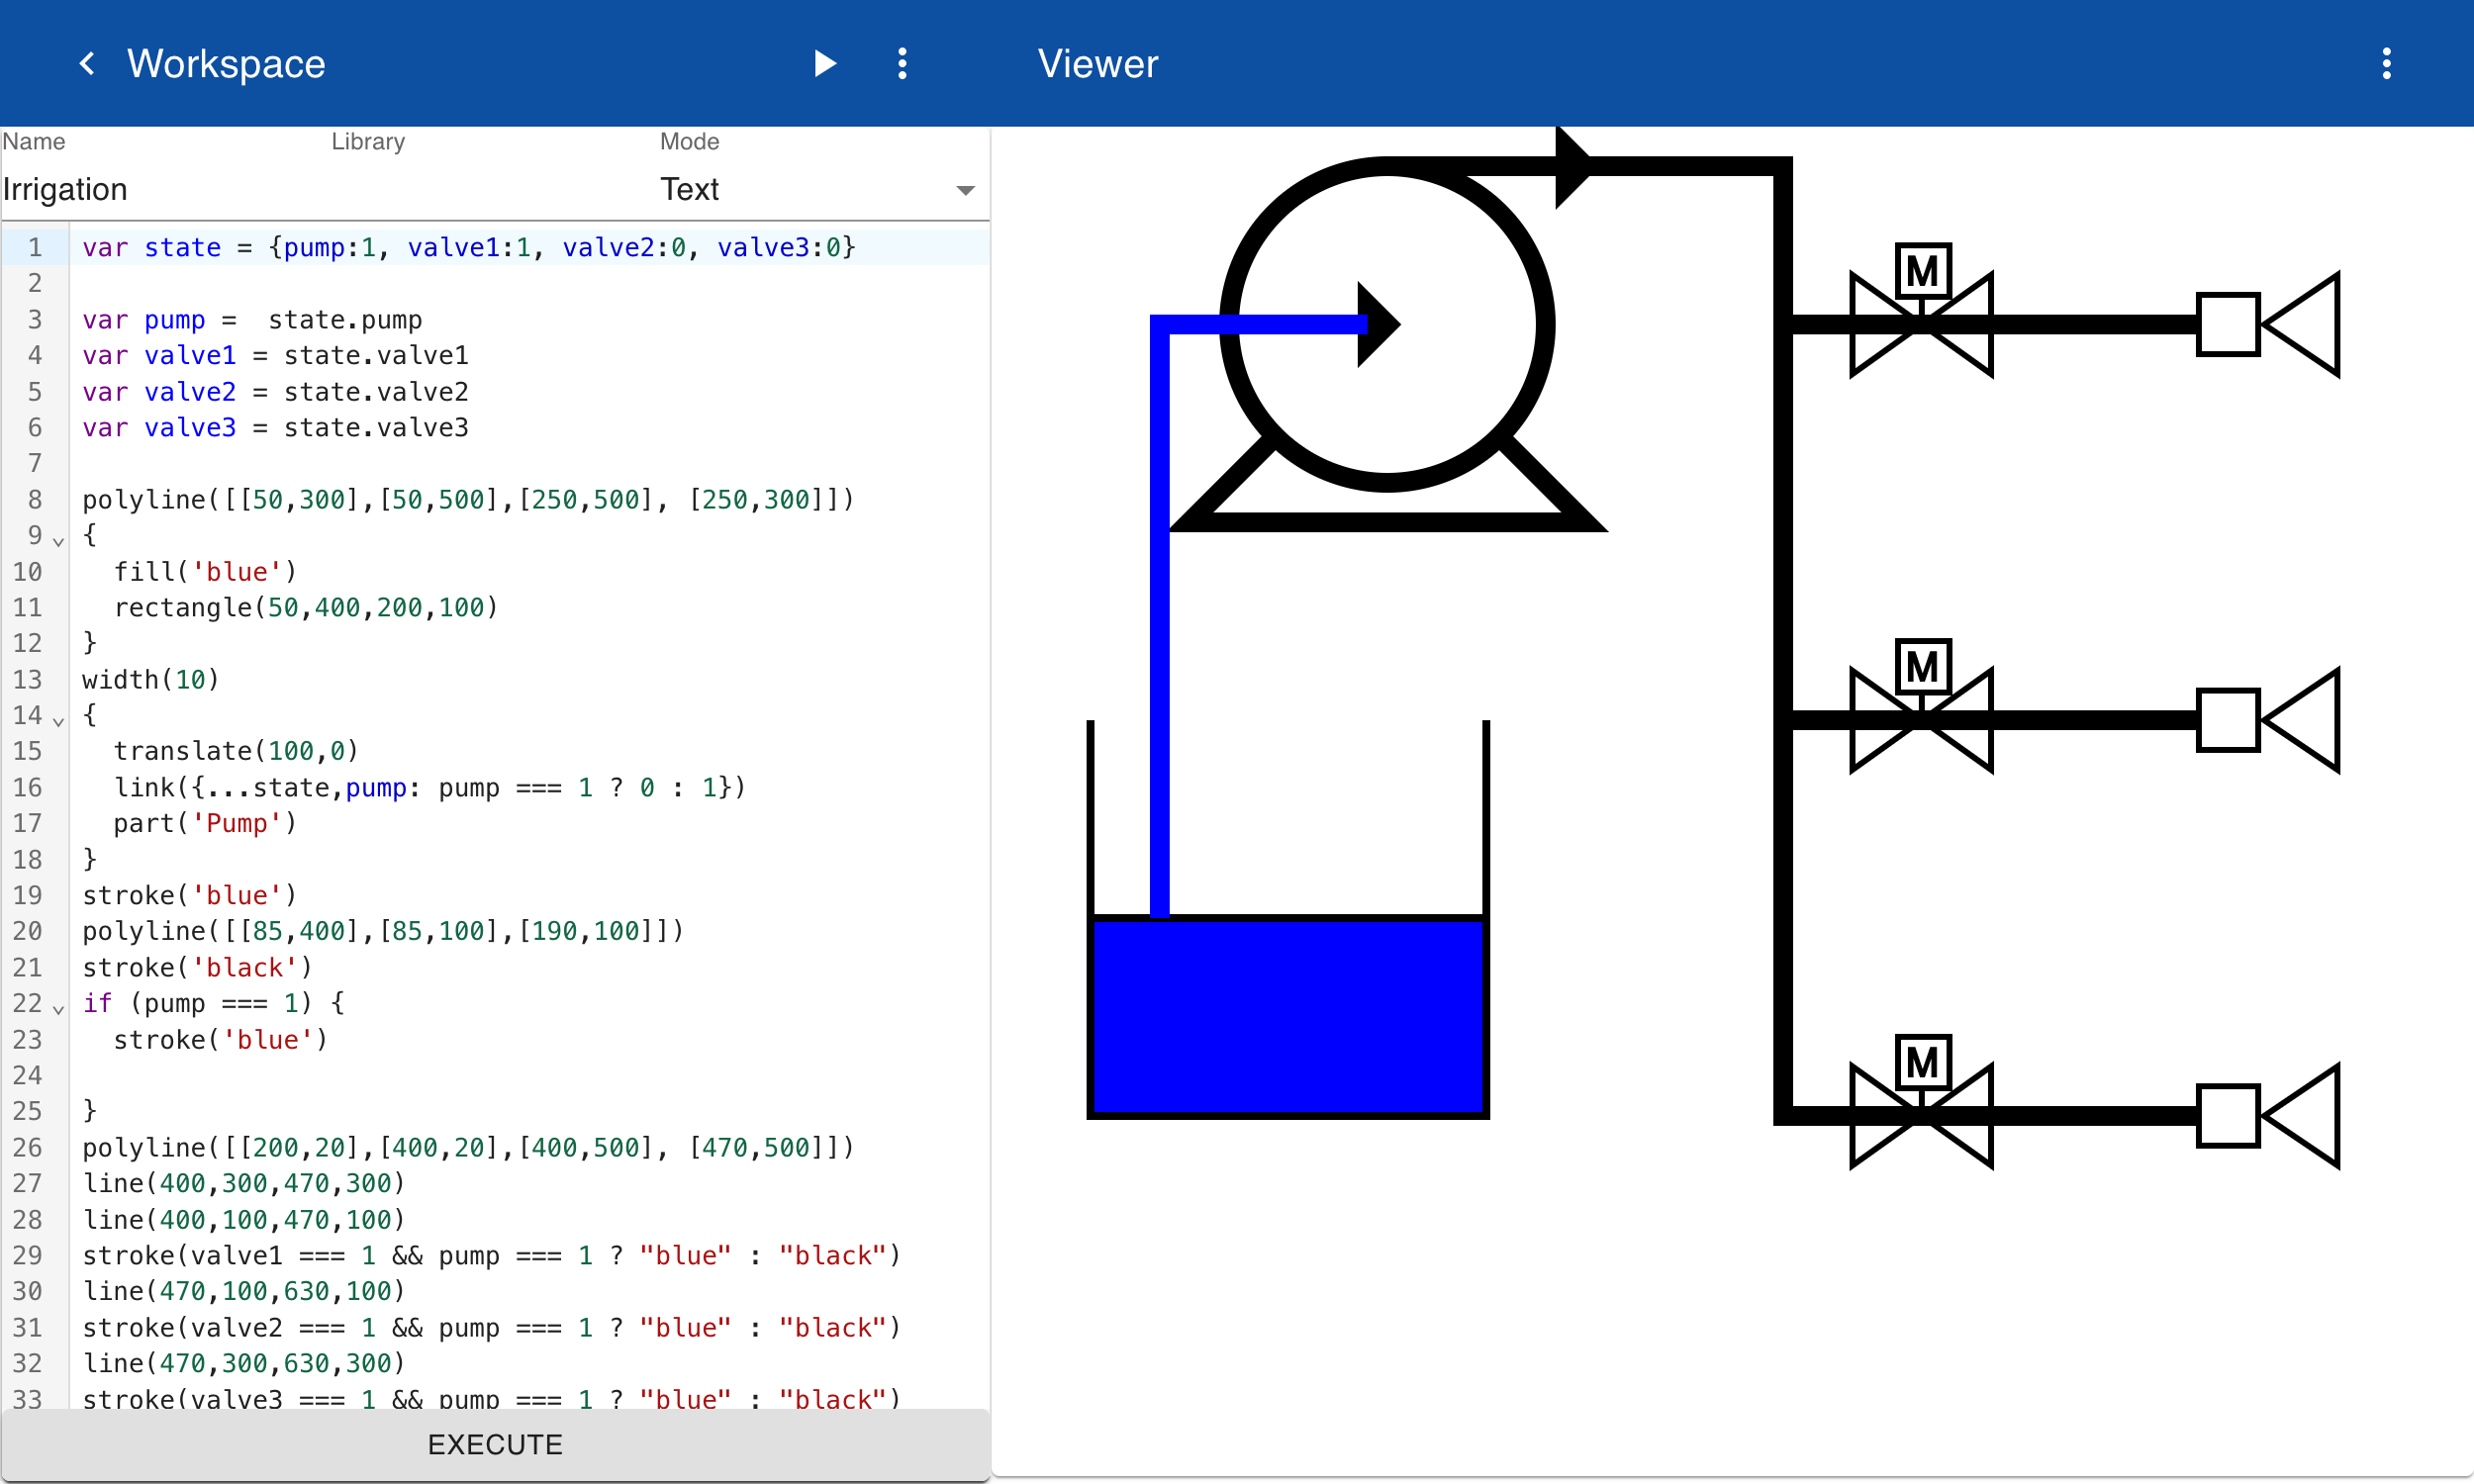 Workspace
Viewer
Name Library Mode
Irrigation Text
1 var state = {pump:1, valve1:1, valve2:0, valve3:0}
2
3 var pump =  state.pump
4 var valve1 = state.valve1
5 var valve2 = state.valve2
6 var valve3 = state.valve3
7
8 polyline([[50,300],[50,500],[250,500], [250,300]])
9 {
10   fill('blue')
11   rectangle(50,400,200,100)
12 }
13 width(10)
14 {
15   translate(100,0)
16   link({...state,pump: pump === 1 ? 0 : 1})
17   part('Pump')
18 }
19 stroke('blue')
20 polyline([[85,400],[85,100],[190,100]])
21 stroke('black')
22 if (pump === 1) {
23   stroke('blue')
24
25 }
26 polyline([[200,20],[400,20],[400,500], [470,500]])
27 line(400,300,470,300)
28 line(400,100,470,100)
29 stroke(valve1 === 1 && pump === 1 ? "blue" : "black")
30 line(470,100,630,100)
31 stroke(valve2 === 1 && pump === 1 ? "blue" : "black")
32 line(470,300,630,300)
33 stroke(valve3 === 1 && pump === 1 ? "blue" : "black")
EXECUTE
M
M
M